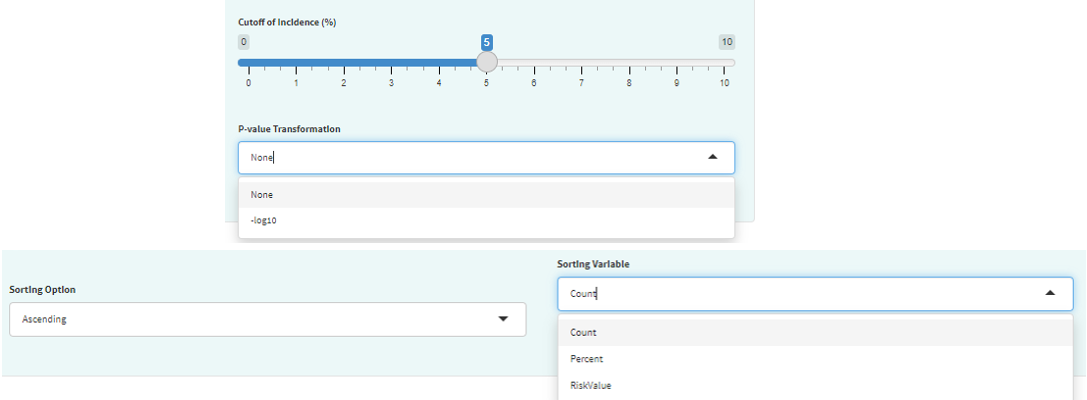 Cutoff of Incidence (%)
0 5 10
0 1 2 3 4 5 6 7 8 9 10
P-value Transformation
None
None
-log10
Sorting Variable
Sorting Option
Count
Ascending
Count
Percent
RiskValue